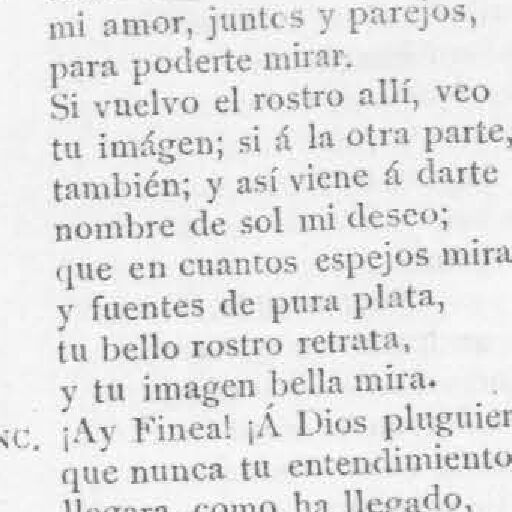 mi amor, juntos y parejos,
para poderte mirar.
Si vuelvo el rostro allí, veo
tu imágen; si á la otra parte,
también; y así viene á darte
nombre de sol mi deseo;
que en cuantos espejos mira
y fuentes de pura plata,
tu bello rostro retrata,
y tu imagen bella mira.
NC. ¡Ay Finea! ¡Á Dios pluguier
que nunca tu entendimiento
llegara, como ha llegado,